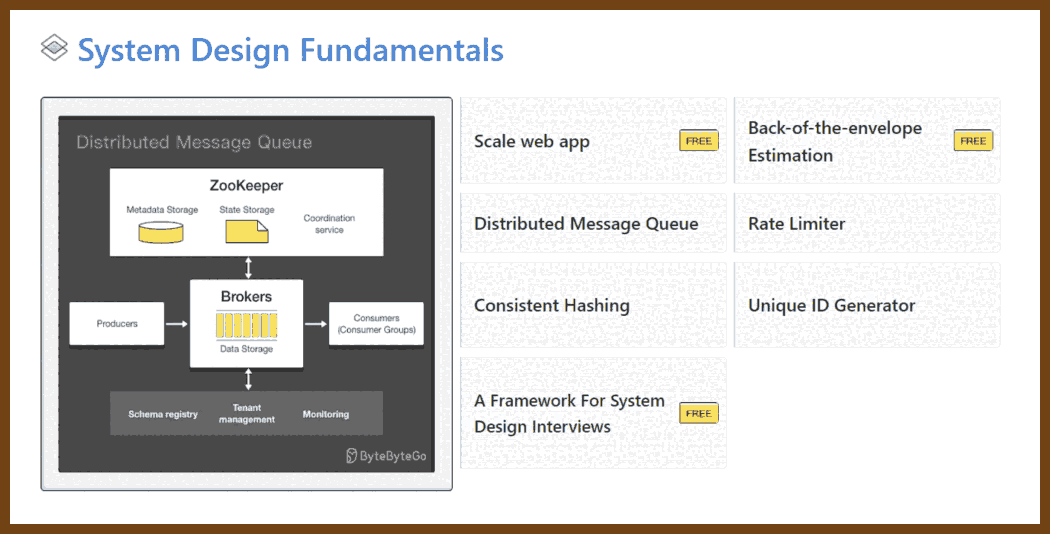 System Design Fundamentals
Distributed Message Queue
ZooKeeper
Metadata Storage
State Storage
Coordination
service
Producers
Brokers
Data Storage
Consumers
(Consumer Groups)
Schema registry
Tenant
management
Monitoring
ByteByteGo
Scale web app
FREE
Back-of-the-envelope
Estimation
FREE
Distributed Message Queue
Rate Limiter
Consistent Hashing
Unique ID Generator
A Framework For System
Design Interviews
FREE